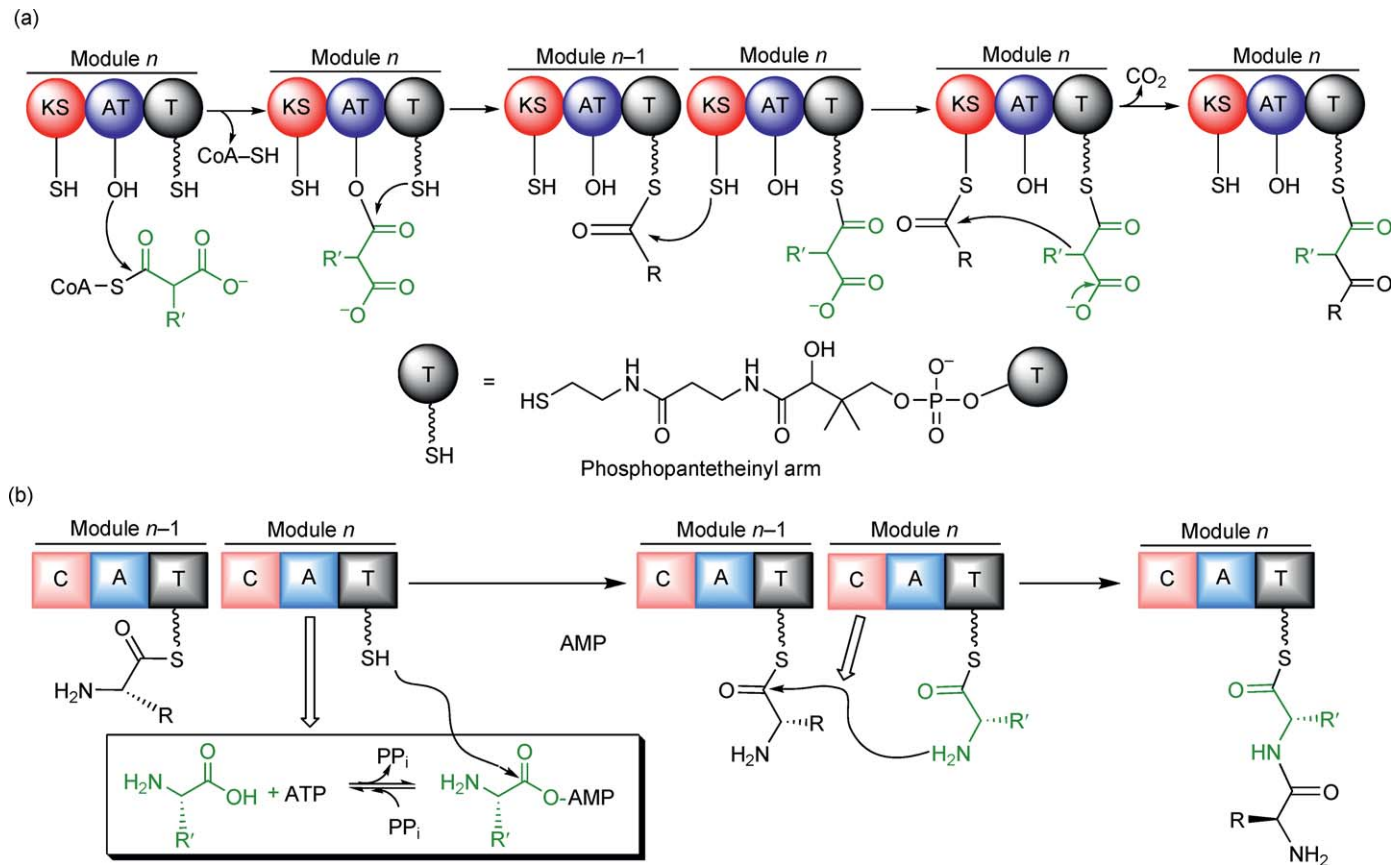 (a)
Module n
Module n
Module n–1
Module n
Module n
Module n
KS AT T
KS AT T
KS AT T
KS AT T
KS AT T
KS AT T
CoA–SH
CO2
SH OH SH
SH O SH
SH OH S
SH OH S
S OH S
SH OH S
O O
CoA–S O–
R′
O
R′
O
–O
O
R
O
R′
O
–O
O
R
O
R′
O
–O
O
R′
O
R
T
SH
=
HS
H
N
O
H
N
O
OH
O
O–
P
O
O
T
Phosphopantetheinyl arm
(b)
Module n–1
Module n
Module n–1
Module n
Module n
C A T
C A T
C A T
C A T
C A T
AMP
O
S
H2N
R
SH
S
O
R
H2N
S
O
R′
H2N
S
O
R′
HN
O
R
NH2
H2N
O
OH
R′
+ ATP
PPi
PPi
H2N
O
O-AMP
R′